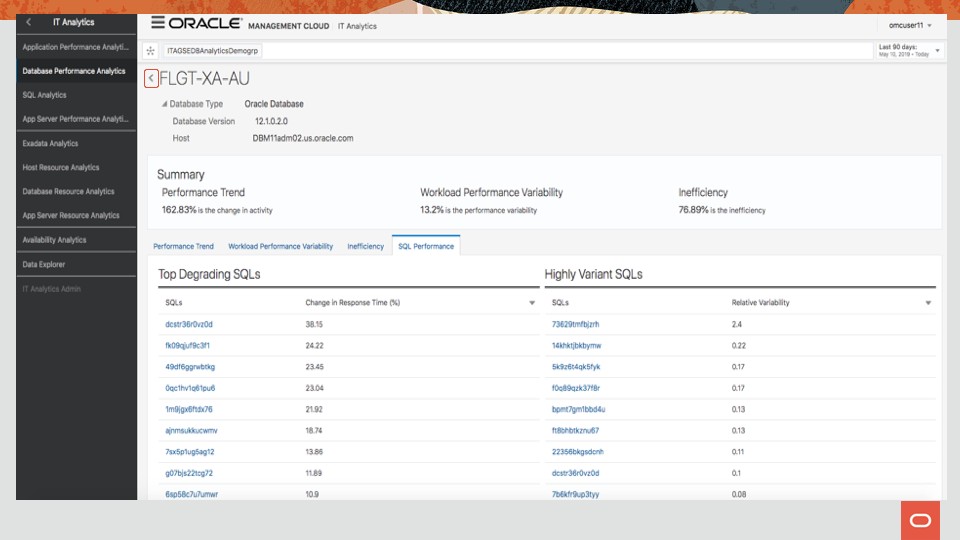 IT Analytics
Application Performance Analyti...
Database Performance Analytics
SQL Analytics
App Server Performance Analyti...
Exadata Analytics
Host Resource Analytics
Database Resource Analytics
App Server Resource Analytics
Availability Analytics
Data Explorer
IT Analytics Admin
ORACLE MANAGEMENT CLOUD IT Analytics
omcuser11
ITAGSEDBAnalyticsDemogrp
Last 90 days:
May 15, 2019 - Today
FLGT-XA-AU
Database Type Oracle Database
Database Version 12.1.0.2.0
Host DBM11adm02.us.oracle.com
Summary
Performance Trend Workload Performance Variability Inefficiency
162.83% is the change in activity 13.2% is the performance variability 76.89% is the inefficiency
Performance Trend Workload Performance Variability Inefficiency SQL Performance
Top Degrading SQLs
SQLs Change in Response Time (%)
dcstr36r0vz0d 38.15
fk09qjuf9c3f1 24.22
49df6ggrwbtkg 23.45
0qc1hv1q61pu6 23.04
1m9jgx6ftdx76 21.92
ajnmsukkucwmv 18.74
7sx5p1ug5ag12 13.86
g07bjs22tcg72 11.89
6sp58c7u7umwr 10.9
Highly Variant SQLs
SQLs Relative Variability
73629tmfbjzrh 2.4
14khktjbkbymw 0.22
5k9z6t4qk5fyk 0.17
f0q89qzk37f8r 0.17
bpmt7gm1bbd4u 0.13
ft8bhbtkznu67 0.13
22356bkgsdcnh 0.11
dcstr36r0vz0d 0.1
7b6kfr9up3tyy 0.08